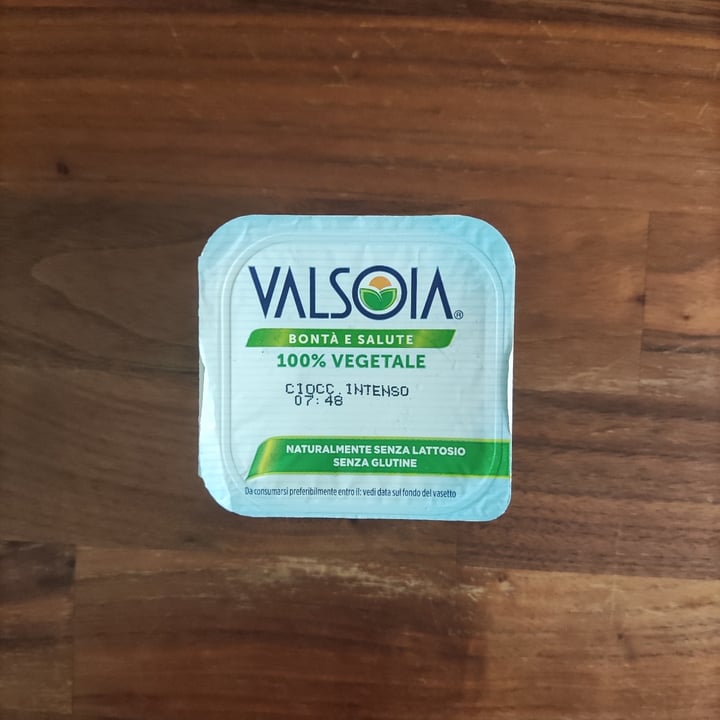 VALSOIA®
BONTÀ E SALUTE
100% VEGETALE
CIOCC.INTENSO
07:48
NATURALMENTE SENZA LATTOSIO
SENZA GLUTINE
Da consumarsi preferibilmente entro il: vedi data sul fondo del vasetto